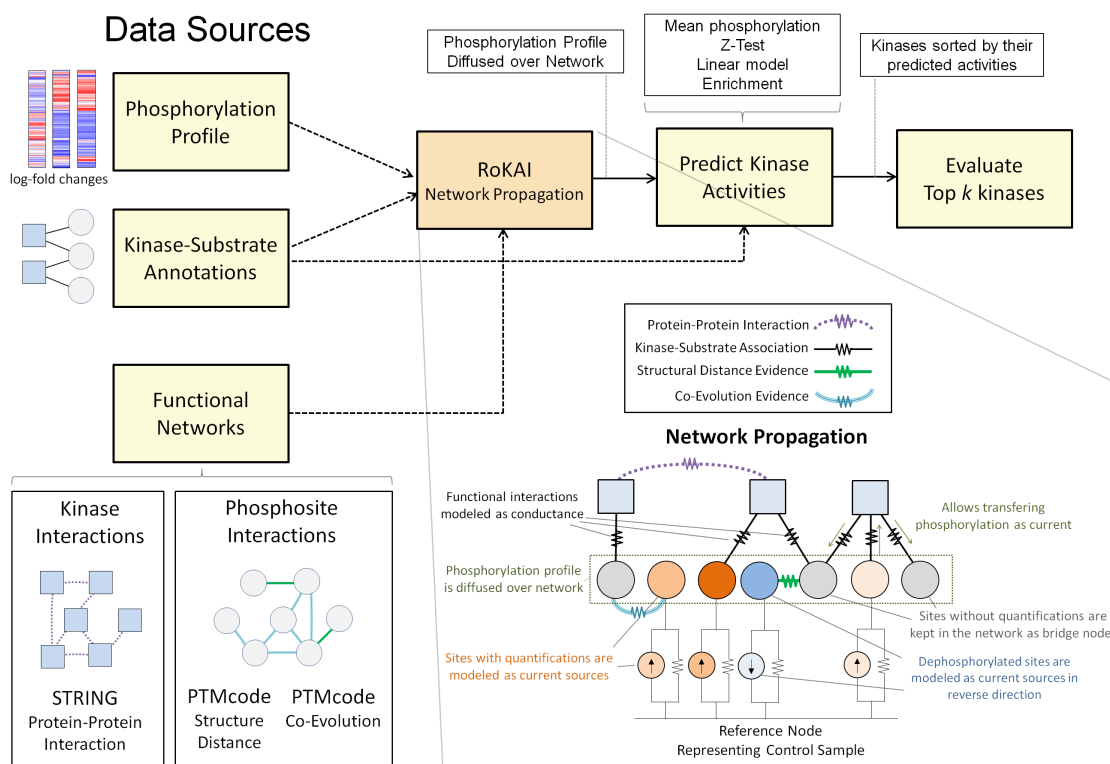 Data Sources
Phosphorylation
Profile
log-fold changes
Kinase-Substrate
Annotations
Functional
Networks
Phosphorylation Profile
Diffused over Network
Mean phosphorylation
Z-Test
Linear model
Enrichment
Kinases sorted by their
predicted activities
RoKAI
Network Propagation
Predict Kinase
Activities
Evaluate
Top k kinases
Kinase
Interactions
STRING
Protein-Protein
Interaction
Phosphosite
Interactions
PTMcode
Structure
Distance
PTMcode
Co-Evolution
Protein-Protein Interaction
Kinase-Substrate Association
Structural Distance Evidence
Co-Evolution Evidence
Network Propagation
Functional interactions
modeled as conductance
Allows transfering
phosphorylation as current
Phosphorylation profile
is diffused over network
Sites without quantifications are
kept in the network as bridge node
Sites with quantifications are
modeled as current sources
Dephosphorylated sites are
modeled as current sources in
reverse direction
Reference Node
Representing Control Sample